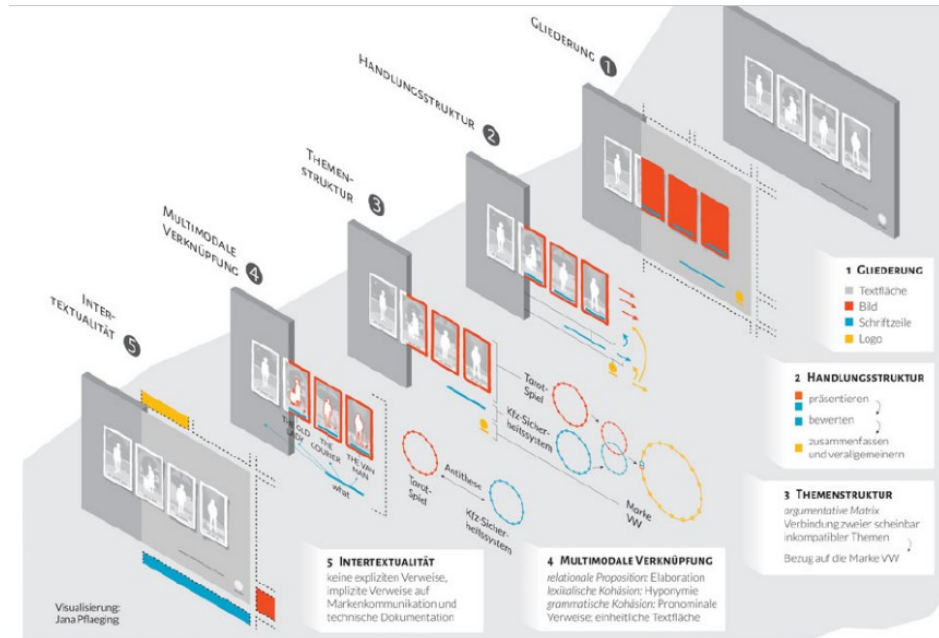 GLIEDERUNG 1
HANDLUNGSSTRUKTUR 2
THEMEN-
STRUKTUR 3
MULTIMODALE
VERKNÜPFUNG 4
INTER-
TEXTUALITÄT 5
1 GLIEDERUNG
Textfläche
Bild
Schriftzeile
Logo
2 HANDLUNGSSTRUKTUR
präsentieren
bewerten
zusammenfassen
und verallgemeinern
3 THEMENSTRUKTUR
argumentative Matrix
Verbindung zweier scheinbar
inkompatibler Themen
Bezug auf die Marke VW
Tarot-
Spiel
Kfz-Sicher-
heitssystem
Marke
VW
THE OLD
LADY
THE
COURIER
THE VAN
MAN
what
Tarot-
Spiel
Antithese
Kfz-Sicher-
heitssystem
4 MULTIMODALE VERKNÜPFUNG
relationale Proposition: Elaboration
lexikalische Kohäsion: Hyponymie
grammatische Kohäsion: Pronominale
Verweise; einheitliche Textfläche
5 INTERTEXTUALITÄT
keine expliziten Verweise,
implizite Verweise auf
Markenkommunikation und
technische Dokumentation
Visualisierung:
Jana Pflaeging